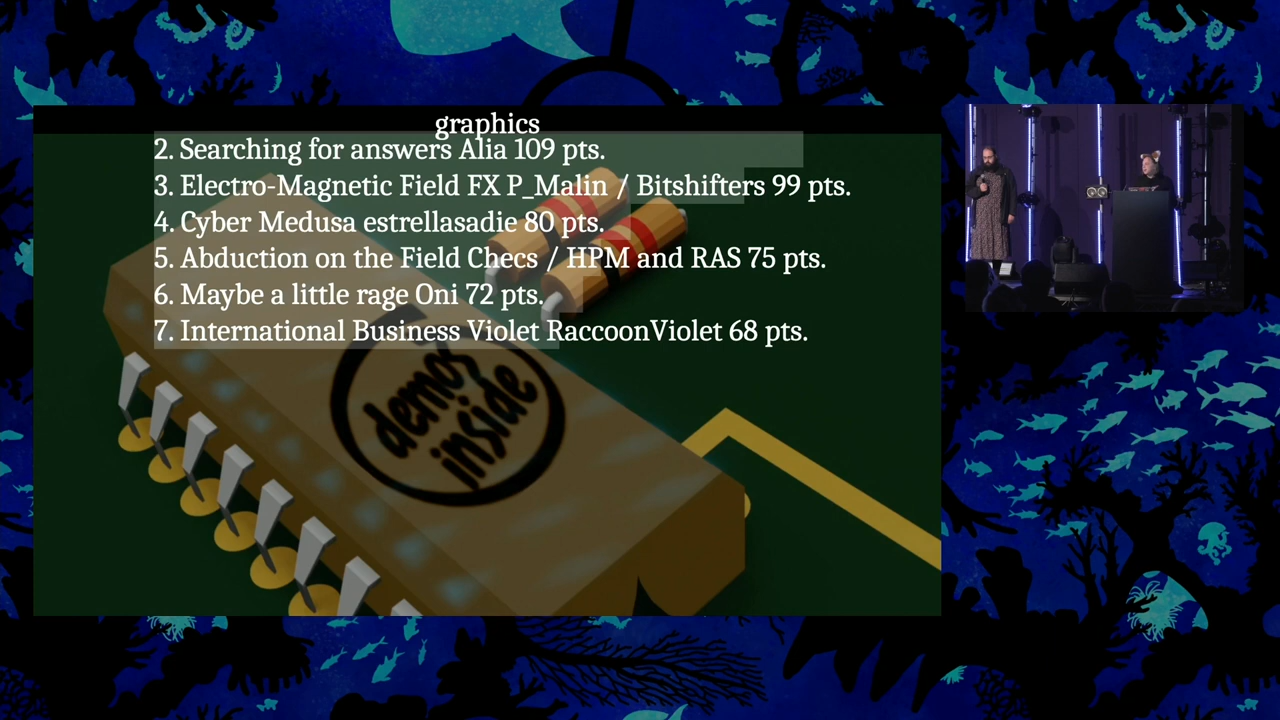 graphics
2. Searching for answers Alia 109 pts.
3. Electro-Magnetic Field FX P_Malin / Bitshifters 99 pts.
4. Cyber Medusa estrellasadie 80 pts.
5. Abduction on the Field Checs / HPM and RAS 75 pts.
6. Maybe a little rage Oni 72 pts.
7. International Business Violet RaccoonViolet 68 pts.
demos
inside